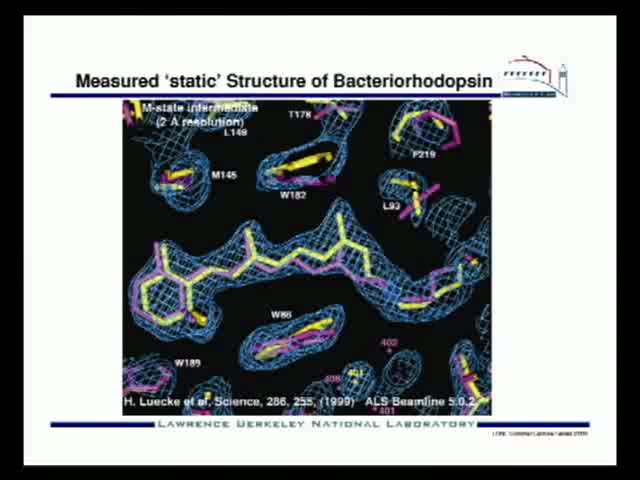 Measured 'static' Structure of Bacteriorhodopsin
M-state intermediate
(2 Å resolution)
T178
L149
F219
M145
W182
L93
W86
402
W189
401
H. Luecke et al, Science, 286, 255, (1999) ALS Beamline 5.0.2
401
LAWRENCE BERKELEY NATIONAL LABORATORY